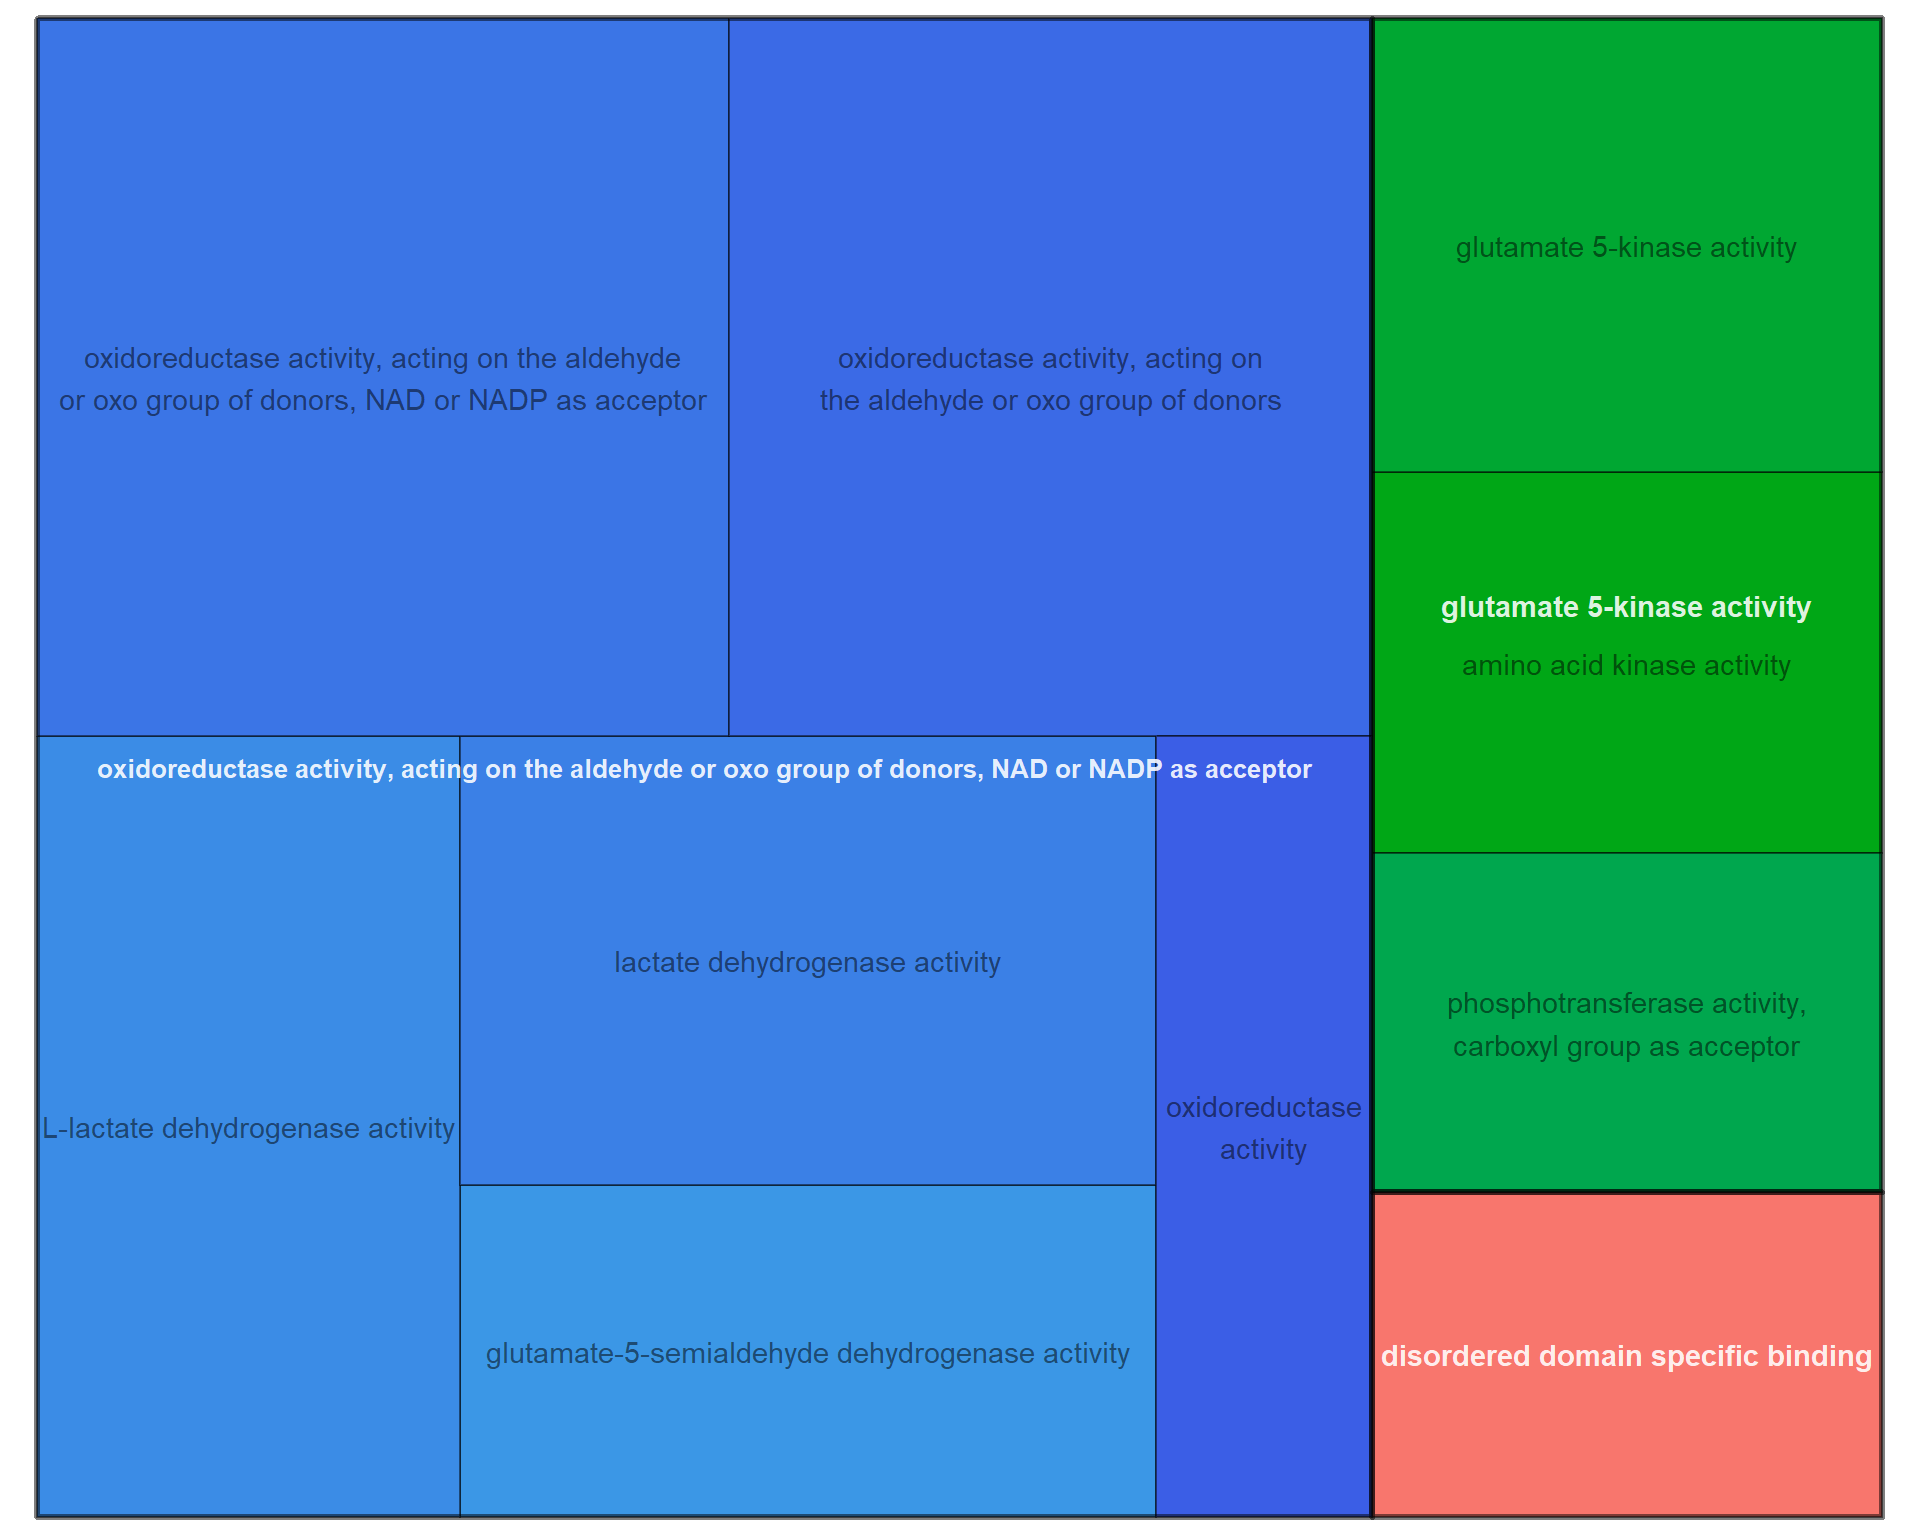 oxidoreductase activity, acting on the aldehyde
or oxo group of donors, NAD or NADP as acceptor
oxidoreductase activity, acting on
the aldehyde or oxo group of donors
oxidoreductase activity, acting on the aldehyde or oxo group of donors, NAD or NADP as acceptor
L-lactate dehydrogenase activity
lactate dehydrogenase activity
glutamate-5-semialdehyde dehydrogenase activity
oxidoreductase
activity
glutamate 5-kinase activity
glutamate 5-kinase activity
amino acid kinase activity
phosphotransferase activity,
carboxyl group as acceptor
disordered domain specific binding